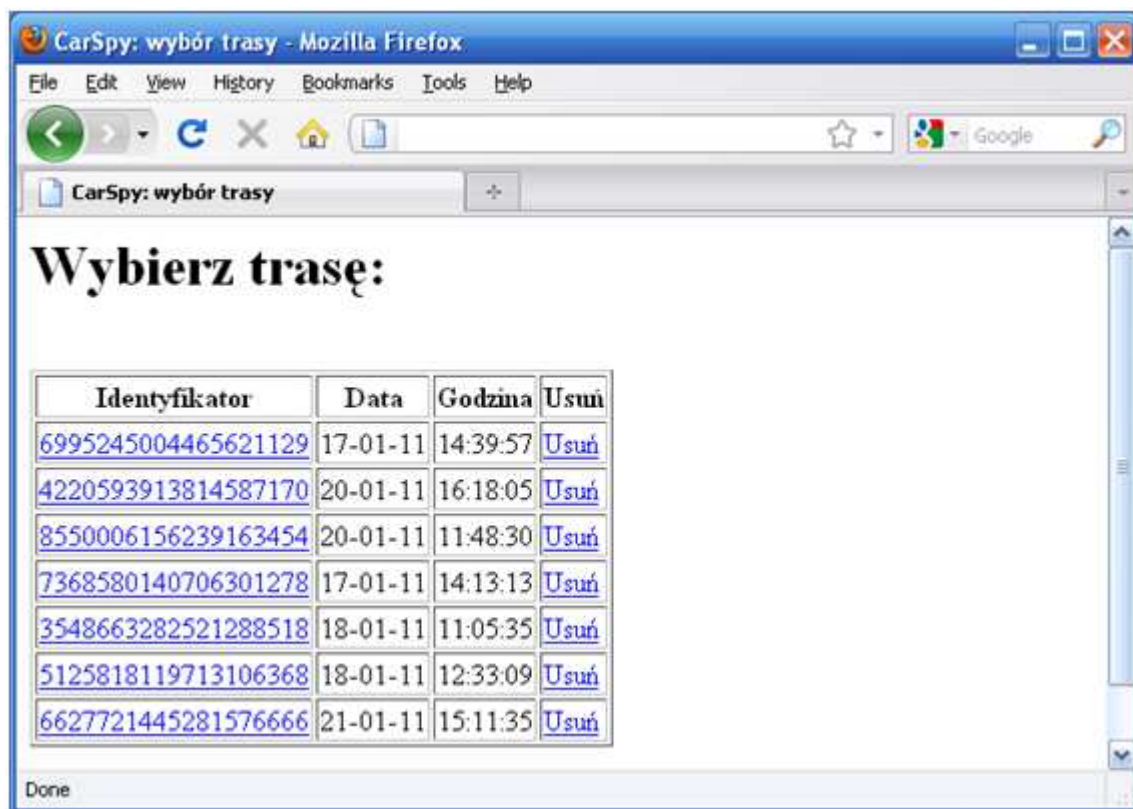 CarSpy: wybór trasy - Mozilla Firefox
File Edit View History Bookmarks Tools Help
Google
CarSpy: wybór trasy
Wybierz trasę:
Identyfikator Data Godzina Usuń
6995245004465621129 17-01-11 14:39:57 Usuń
4220593913814587170 20-01-11 16:18:05 Usuń
8550006156239163454 20-01-11 11:48:30 Usuń
7368580140706301278 17-01-11 14:13:13 Usuń
3548663282521288518 18-01-11 11:05:35 Usuń
5125818119713106368 18-01-11 12:33:09 Usuń
6627721445281576666 21-01-11 15:11:35 Usuń
Done